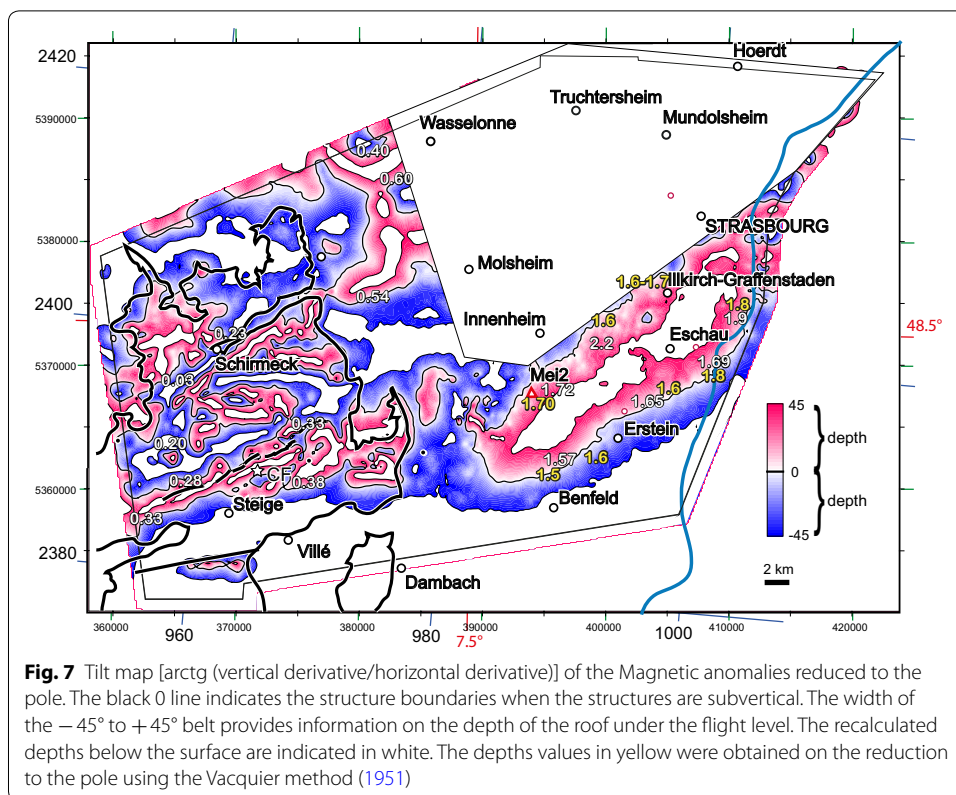 Hoerdt
2420
Truchtersheim
5390000
Wasselonne
Mundolsheim
0.40
0.60
STRASBOURG
5380000
Molsheim
1.6-1.7
Illkirch-Graffenstaden
2400
0.54
1.8
1.6
1.9
Innenheim
48.5°
0.23
2.2
Eschau
Schirmeck
5370000
1.69
Mei2
1.8
0.03
1.72
1.6
45
1.70
1.65
depth
0.33
Erstein
0.20
0
1.57
1.6
CF
0.28
0.38
1.5
depth
5360000
Steige
Benfeld
0.33
-45
2380
Villé
2 km
Dambach
360000
370000
380000
390000
400000
410000
420000
960
980
1000
7.5°
Fig. 7 Tilt map [arctg (vertical derivative/horizontal derivative)] of the Magnetic anomalies reduced to the
pole. The black 0 line indicates the structure boundaries when the structures are subvertical. The width of
the − 45° to + 45° belt provides information on the depth of the roof under the flight level. The recalculated
depths below the surface are indicated in white. The depths values in yellow were obtained on the reduction
to the pole using the Vacquier method (1951)